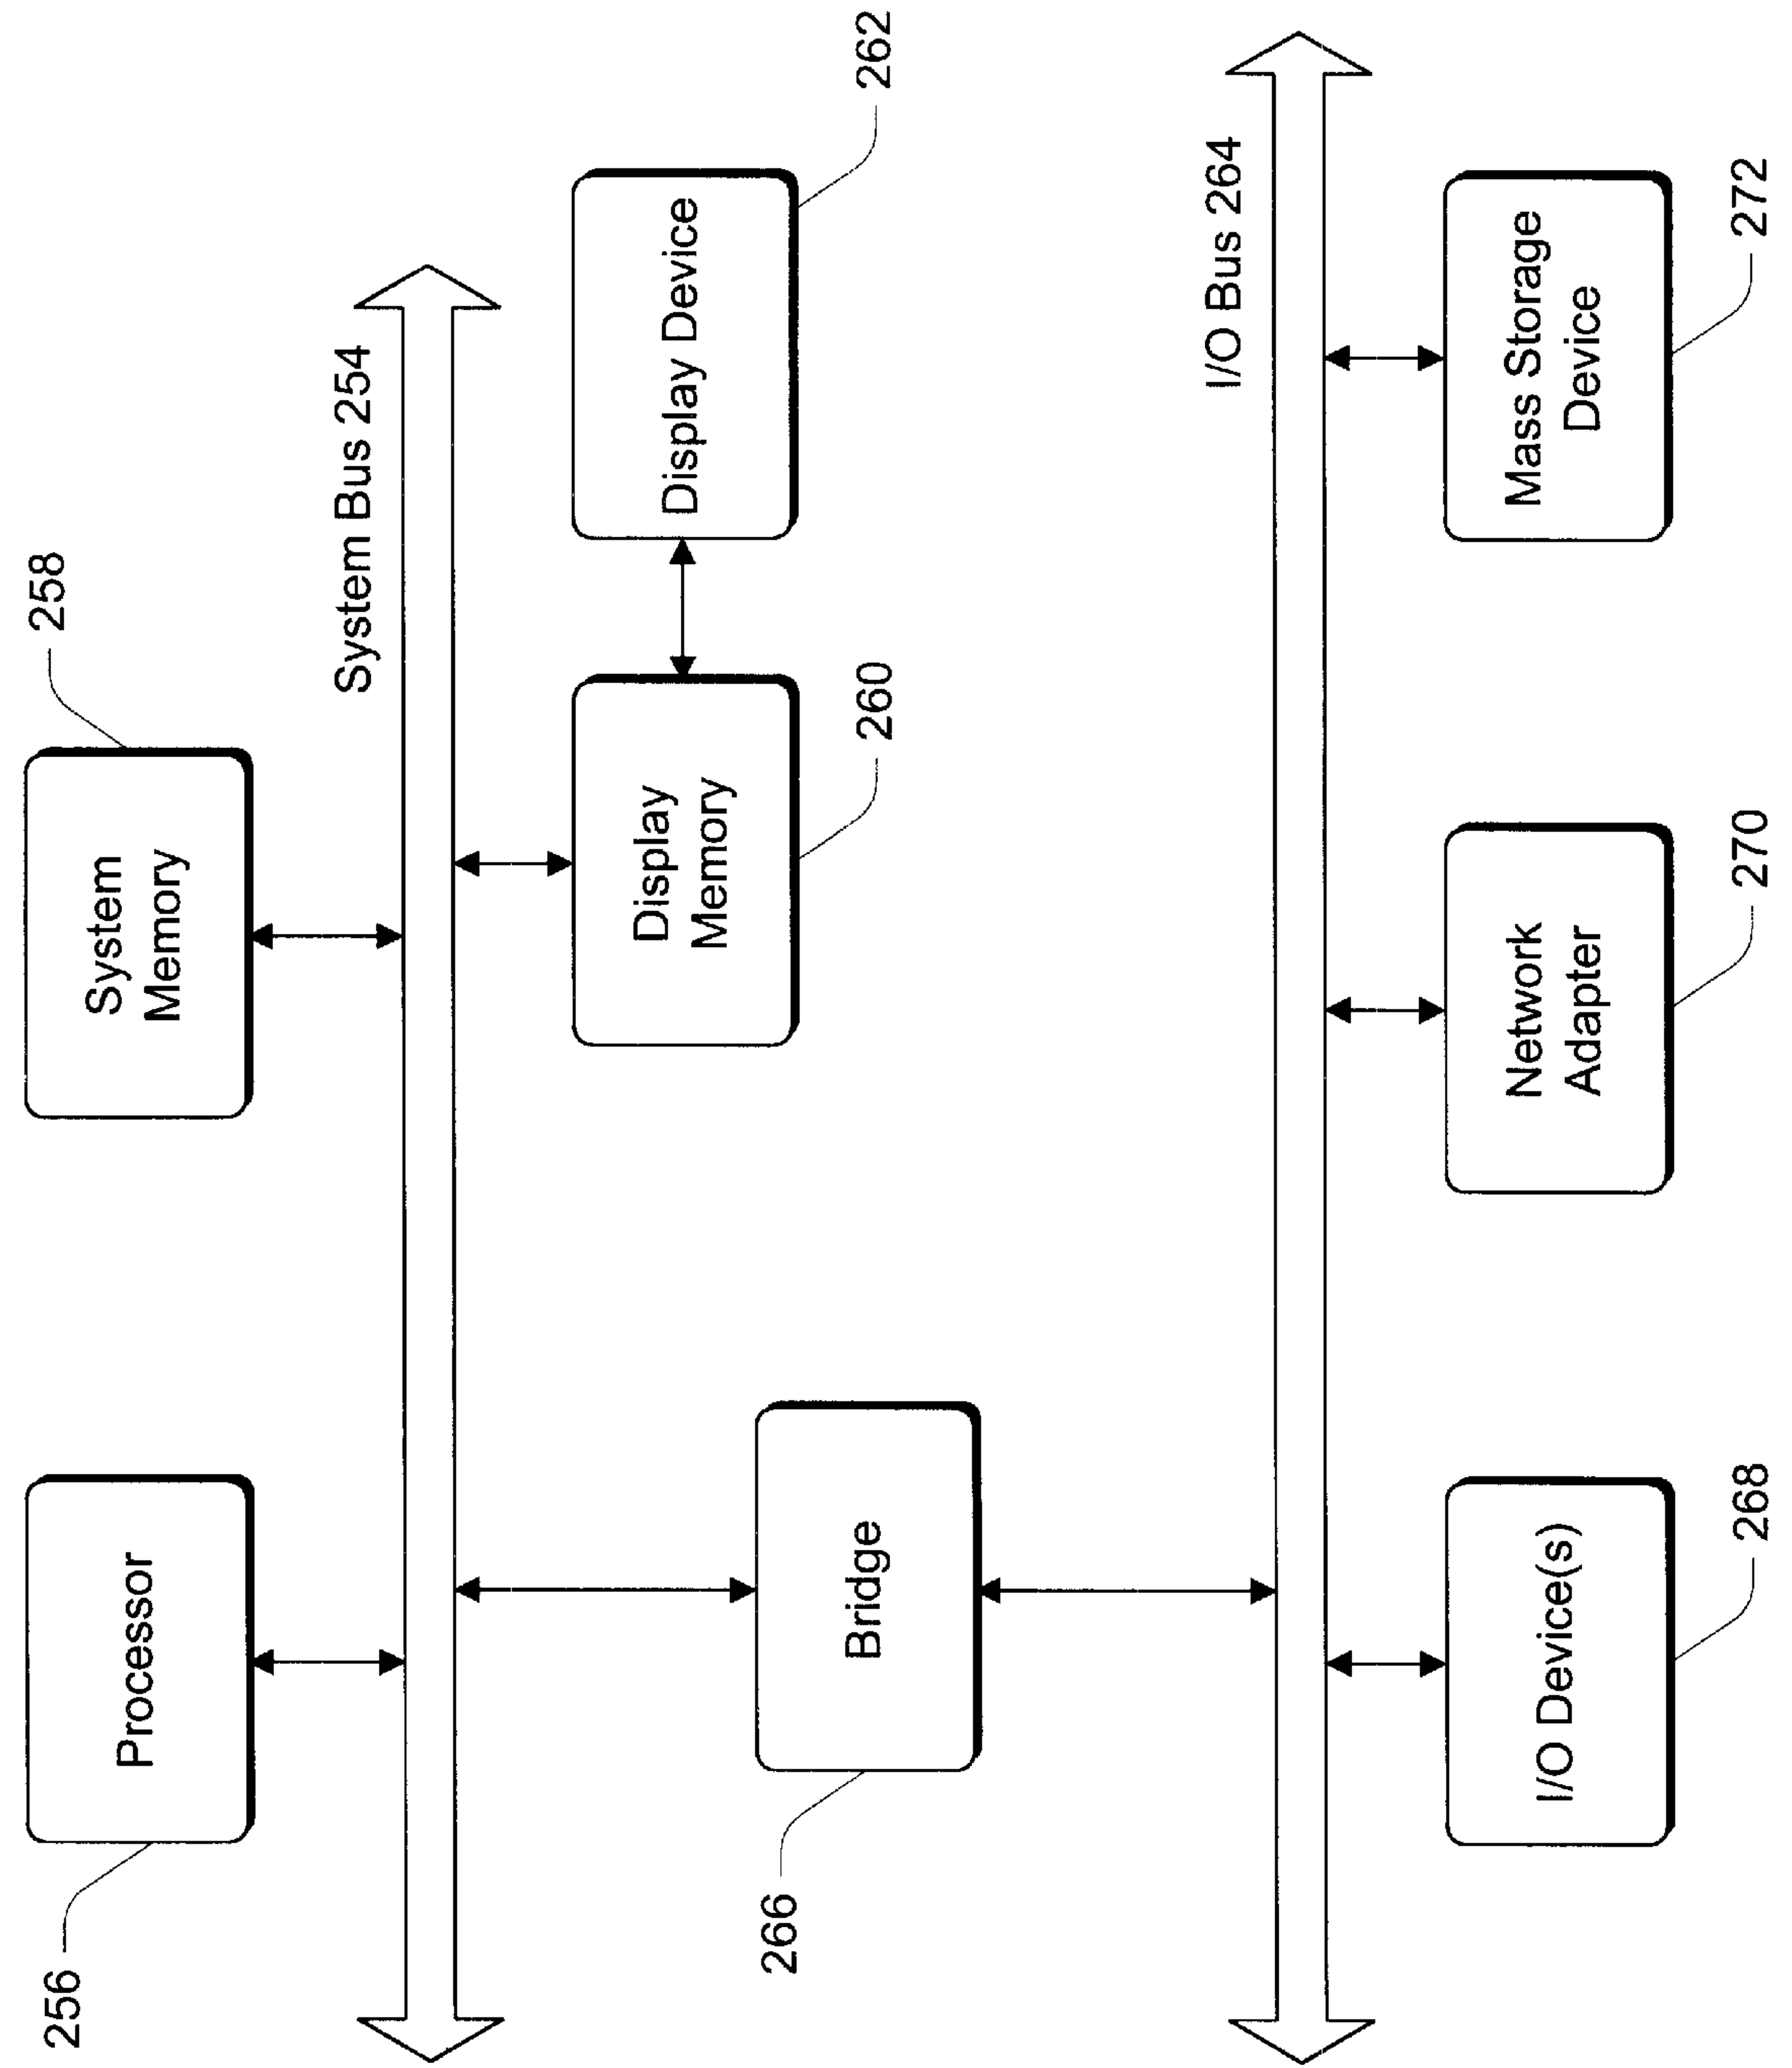 256
Processor
258
System
Memory
System Bus 254
Display
Memory
260
Display Device
262
266
Bridge
I/O Bus 264
I/O Device(s)
268
Network
Adapter
270
Mass Storage
Device
272